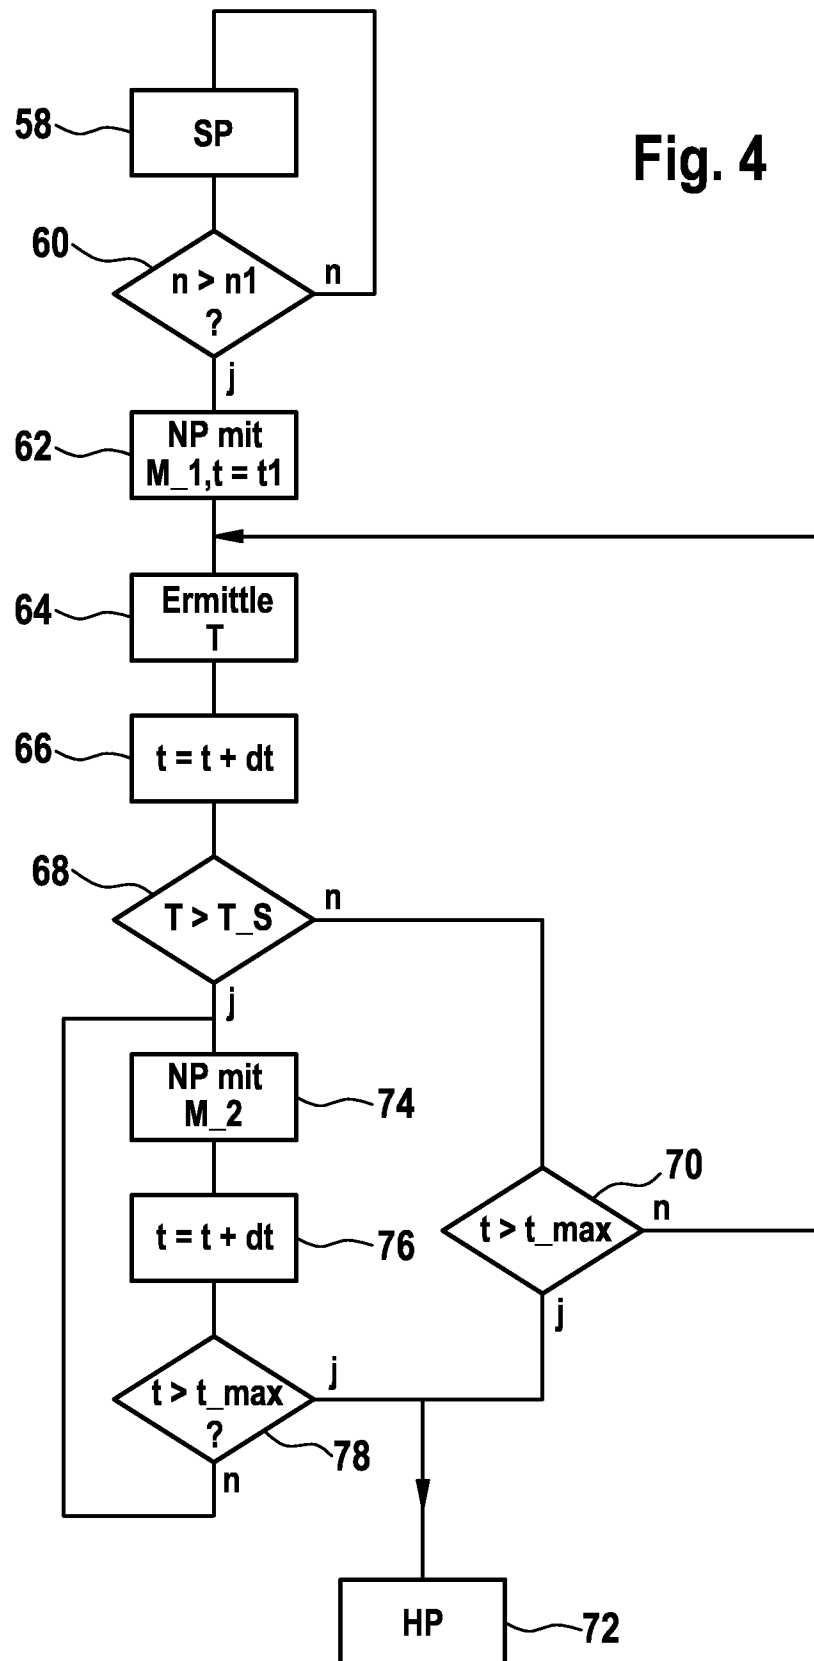 Fig. 4
58
SP
60
n > n1
?
n
j
62
NP mit
M_1,t = t1
64
Ermittle
T
66
t = t + dt
68
T > T_S
n
j
NP mit
M_2
74
70
t > t_max
n
j
t = t + dt
76
t > t_max
?
j
78
n
HP
72